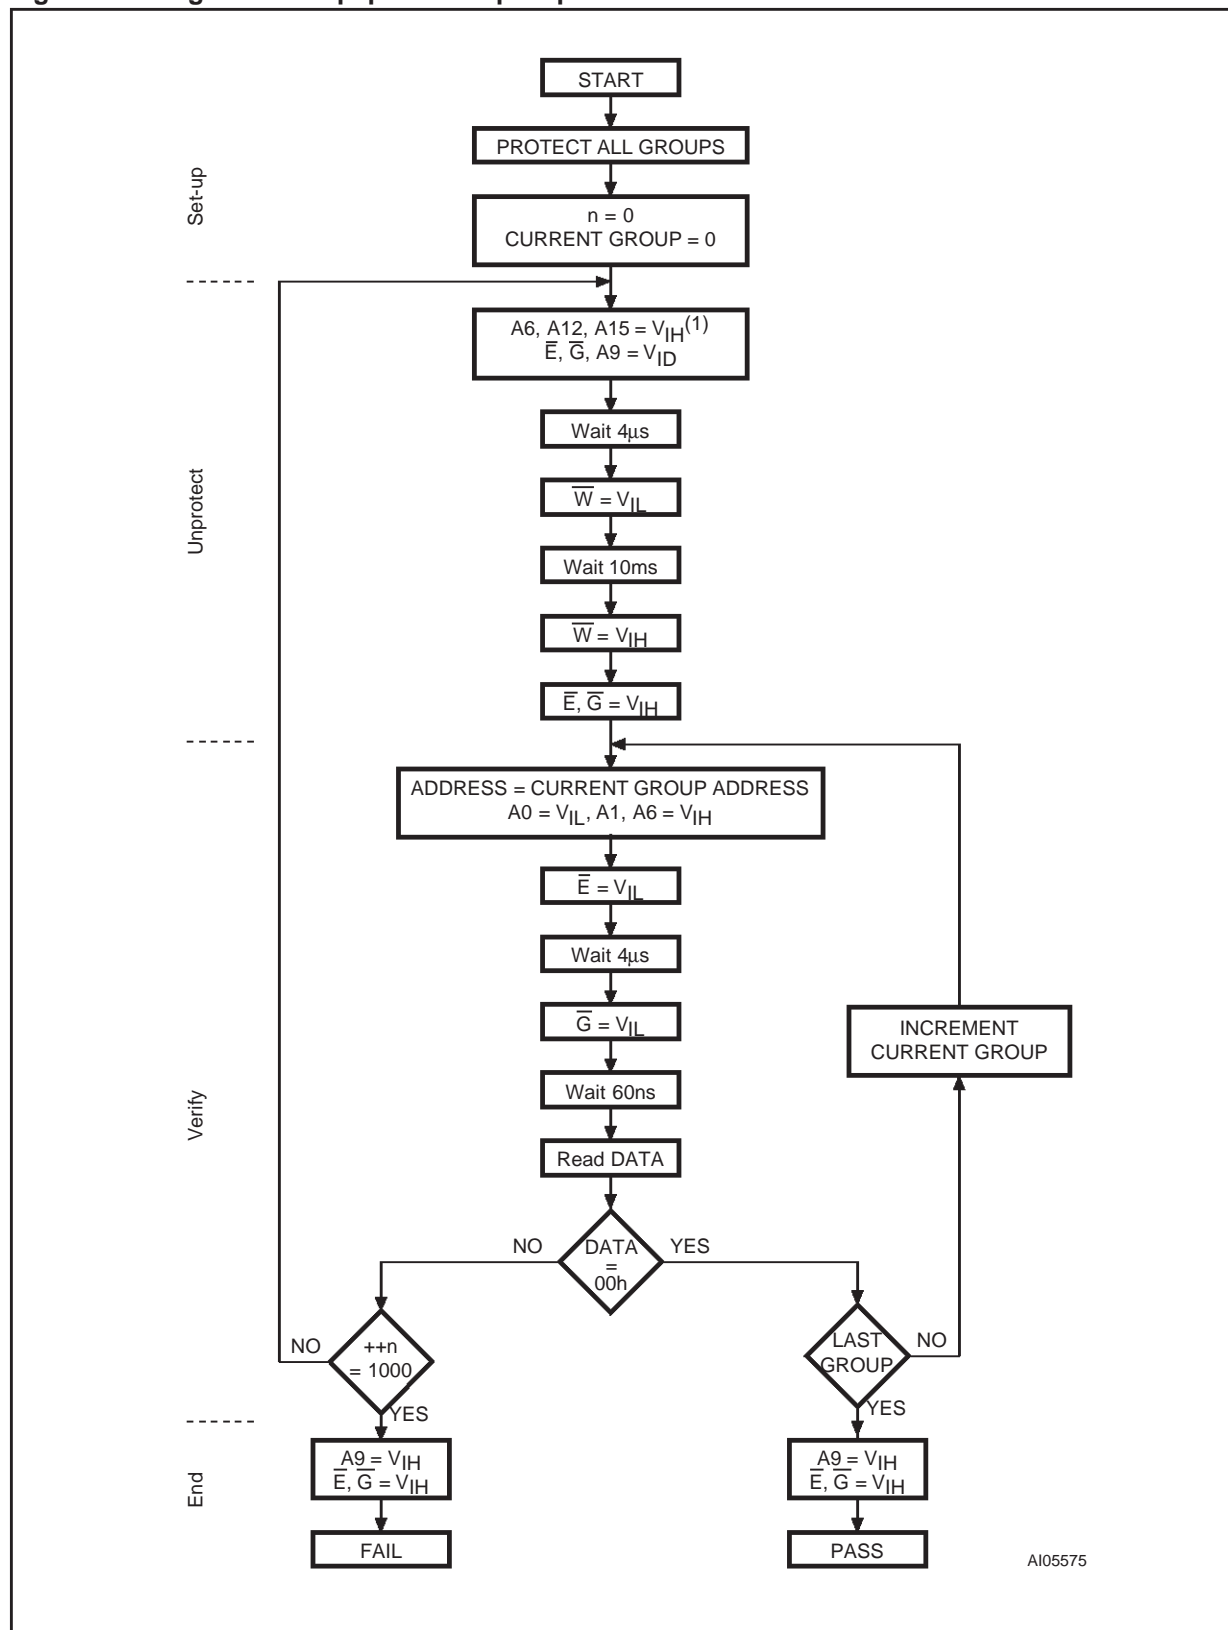 START
PROTECT ALL GROUPS
Set-up
n = 0
CURRENT GROUP = 0
A6, A12, A15 = VIH(1)
E̅, G̅, A9 = VID
Wait 4μs
Unprotect
W̅ = VIL
Wait 10ms
W̅ = VIH
E̅, G̅ = VIH
ADDRESS = CURRENT GROUP ADDRESS
A0 = VIL, A1, A6 = VIH
E̅ = VIL
Wait 4μs
G̅ = VIL
INCREMENT
CURRENT GROUP
Wait 60ns
Verify
Read DATA
NO
DATA
=
00h
YES
NO
++n
= 1000
YES
LAST
GROUP
NO
YES
End
A9 = VIH
E̅, G̅ = VIH
A9 = VIH
E̅, G̅ = VIH
FAIL
PASS
AI05575